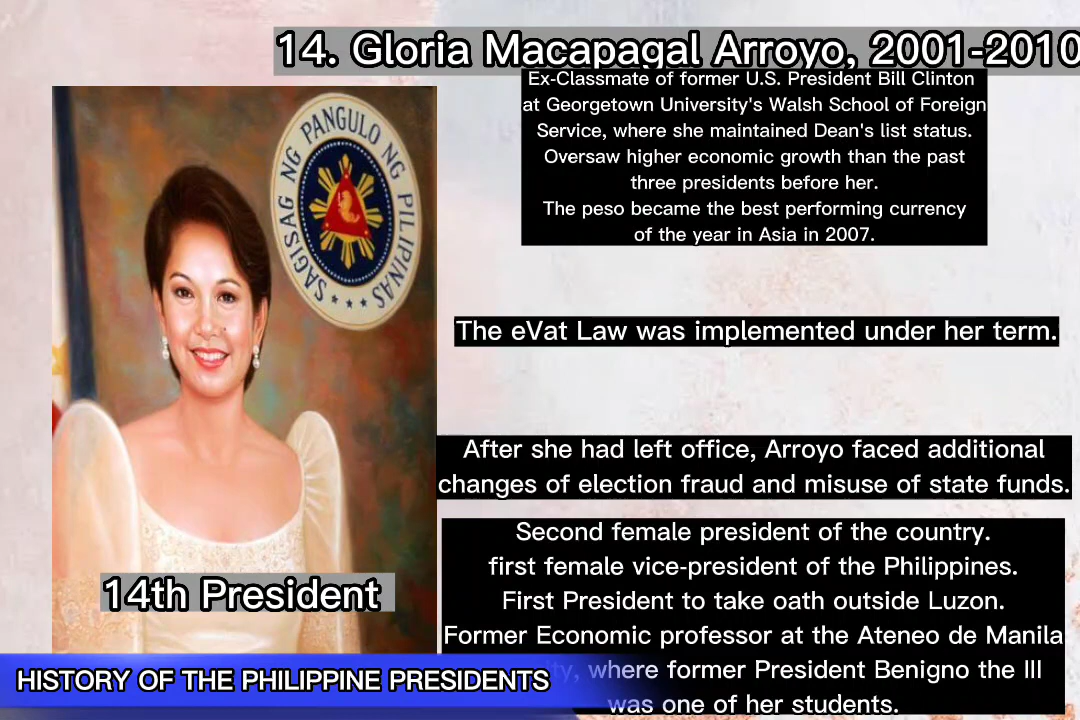 14. Gloria Macapagal Arroyo, 2001-2010
Ex-Classmate of former U.S. President Bill Clinton
at Georgetown University's Walsh School of Foreign
Service, where she maintained Dean's list status.
Oversaw higher economic growth than the past
three presidents before her.
The peso became the best performing currency
of the year in Asia in 2007.
SAGISAG NG PANGULO NG PILIPINAS
The eVat Law was implemented under her term.
After she had left office, Arroyo faced additional
changes of election fraud and misuse of state funds.
Second female president of the country.
first female vice-president of the Philippines.
First President to take oath outside Luzon.
Former Economic professor at the Ateneo de Manila
where former President Benigno the III
was one of her students.
14th President
HISTORY OF THE PHILIPPINE PRESIDENTS